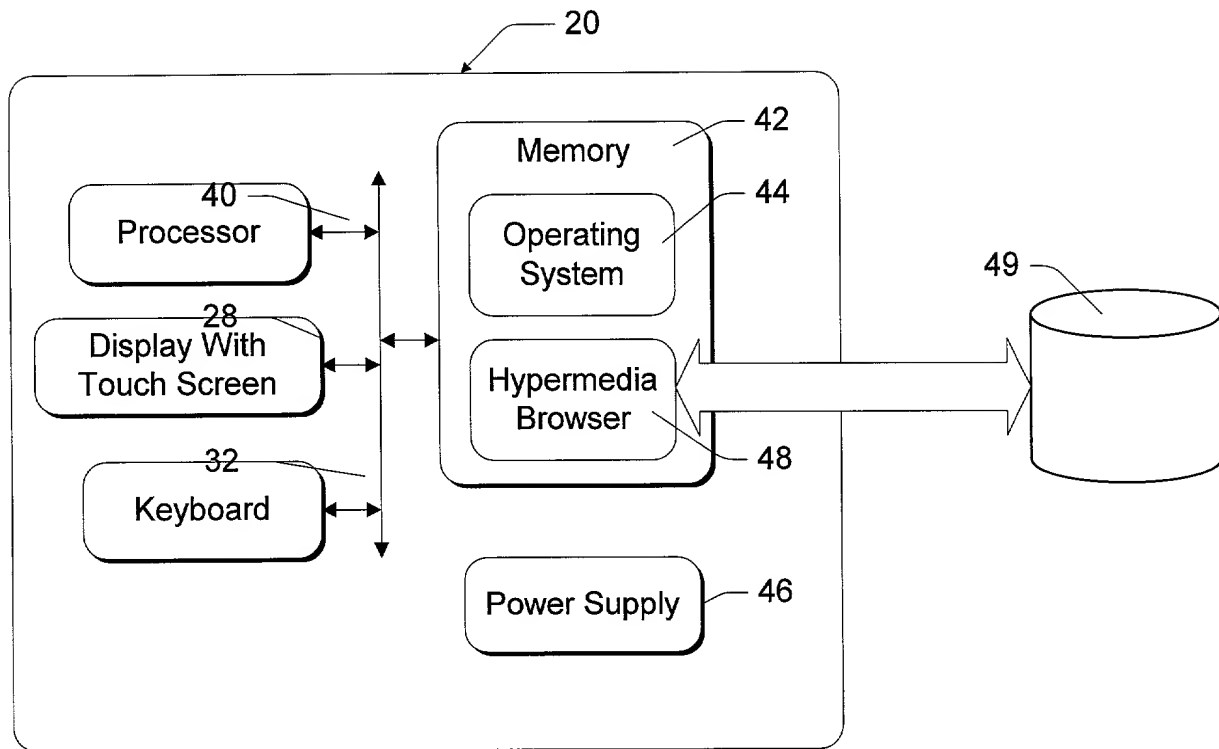 20
Memory
42
40
Processor
Operating
System
44
28
Display With
Touch Screen
Hypermedia
Browser
48
49
32
Keyboard
Power Supply
46